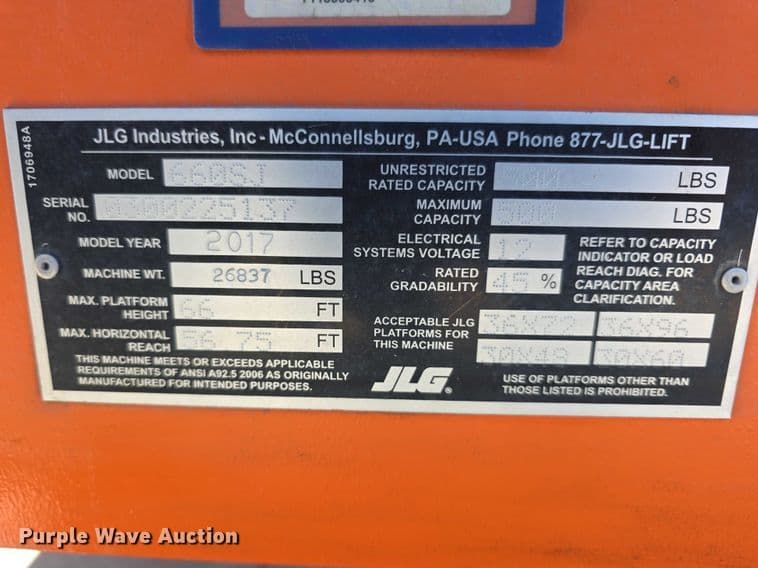 1706948A
JLG Industries, Inc - McConnellsburg, PA-USA Phone 877-JLG-LIFT
MODEL 660SJ
SERIAL NO. 0300225137
MODEL YEAR 2017
MACHINE WT. 26837 LBS
MAX. PLATFORM HEIGHT 66 FT
MAX. HORIZONTAL REACH 56.75 FT
THIS MACHINE MEETS OR EXCEEDS APPLICABLE
REQUIREMENTS OF ANSI A92.5 2006 AS ORIGINALLY
MANUFACTURED FOR INTENDED PURPOSES.
UNRESTRICTED
RATED CAPACITY LBS
MAXIMUM
CAPACITY 500 LBS
ELECTRICAL
SYSTEMS VOLTAGE 12
RATED
GRADABILITY 45 %
REFER TO CAPACITY
INDICATOR OR LOAD
REACH DIAG. FOR
CAPACITY AREA
CLARIFICATION.
ACCEPTABLE JLG
PLATFORMS FOR
THIS MACHINE
36X72 36X96
30X48 30X60
JLG®
USE OF PLATFORMS OTHER THAN
THOSE LISTED IS PROHIBITED.
Purple Wave Auction